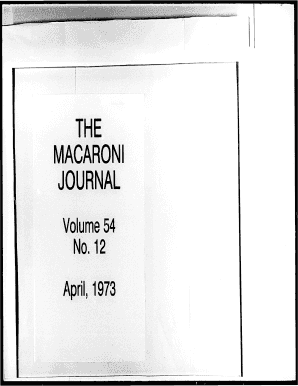 THE
MACARONI
JOURNAL
Volume 54
No. 12
April, 1973